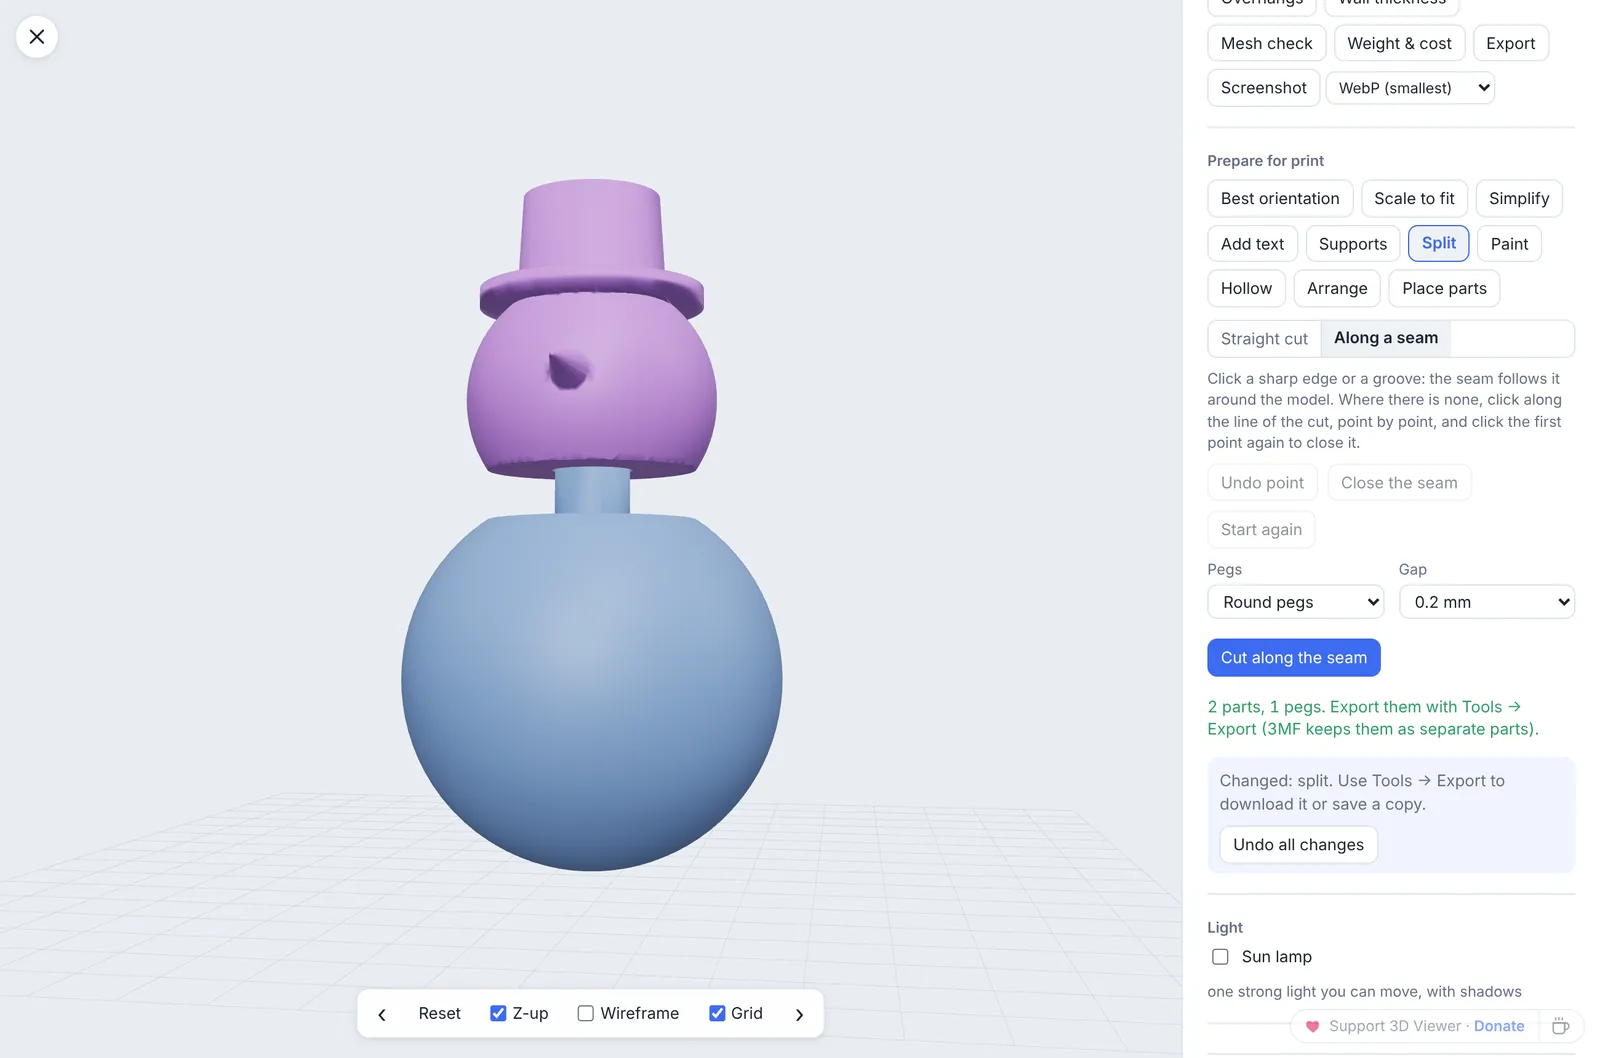 Overhangs Wall thickness
Mesh check Weight & cost Export
Screenshot WebP (smallest)
Prepare for print
Best orientation Scale to fit Simplify
Add text Supports Split Paint
Hollow Arrange Place parts
Straight cut Along a seam
Click a sharp edge or a groove: the seam follows it
around the model. Where there is none, click along
the line of the cut, point by point, and click the first
point again to close it.
Undo point Close the seam
Start again
Pegs Gap
Round pegs 0.2 mm
Cut along the seam
2 parts, 1 pegs. Export them with Tools →
Export (3MF keeps them as separate parts).
Changed: split. Use Tools → Export to
download it or save a copy.
Undo all changes
Light
Sun lamp
one strong light you can move, with shadows
Support 3D Viewer · Donate
Reset Z-up Wireframe Grid